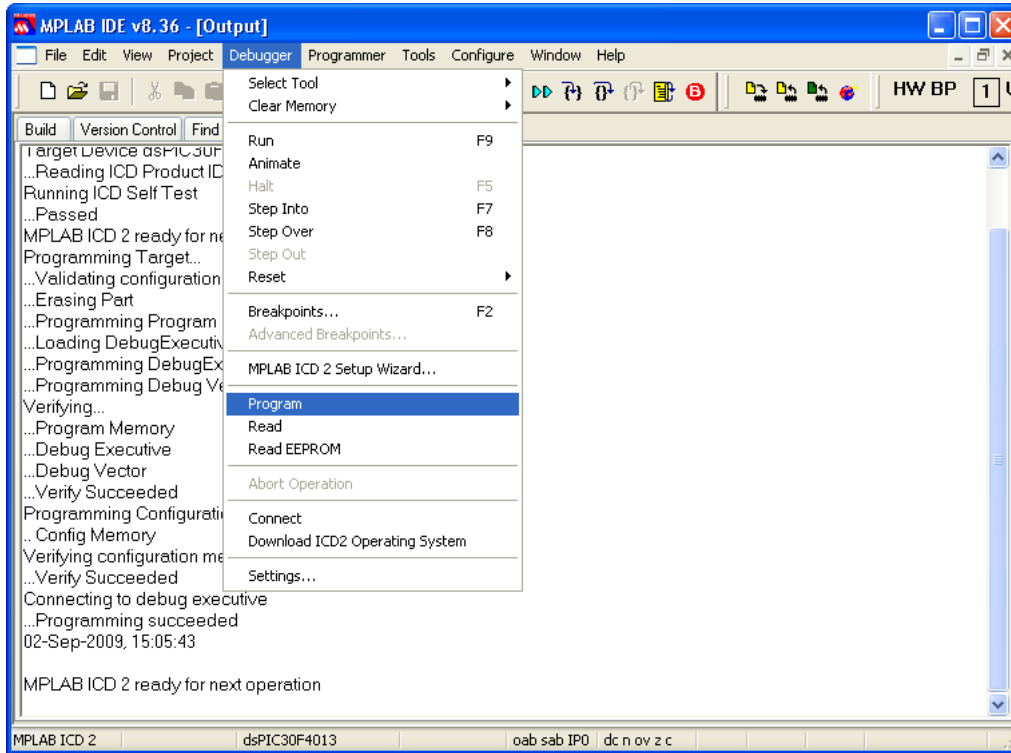 MPLAB IDE v8.36 - [Output]
File Edit View Project Debugger Programmer Tools Configure Window Help
HW BP 1
Build Version Control Find
Target Device dsPIC30F
...Reading ICD Product ID
Running ICD Self Test
...Passed
MPLAB ICD 2 ready for ne
Programming Target...
...Validating configuration
...Erasing Part
...Programming Program
...Loading DebugExecutiv
...Programming DebugEx
...Programming Debug Ve
Verifying...
...Program Memory
...Debug Executive
...Debug Vector
...Verify Succeeded
Programming Configurati
.. Config Memory
Verifying configuration me
...Verify Succeeded
Connecting to debug executive
...Programming succeeded
02-Sep-2009, 15:05:43
MPLAB ICD 2 ready for next operation
Select Tool
Clear Memory
Run F9
Animate
Halt F5
Step Into F7
Step Over F8
Step Out
Reset
Breakpoints... F2
Advanced Breakpoints...
MPLAB ICD 2 Setup Wizard...
Program
Read
Read EEPROM
Abort Operation
Connect
Download ICD2 Operating System
Settings...
MPLAB ICD 2 dsPIC30F4013 oab sab IP0 dc n ov z c